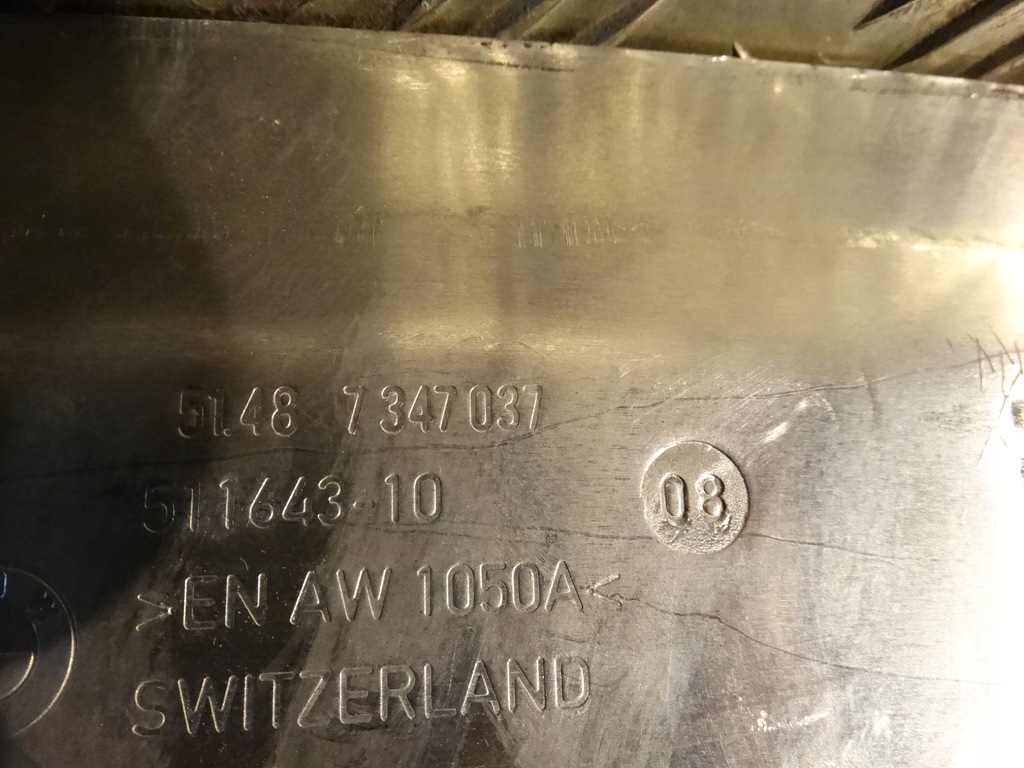 51.48 7 347 037
511643-10
08
>EN AW 1050A<
SWITZERLAND